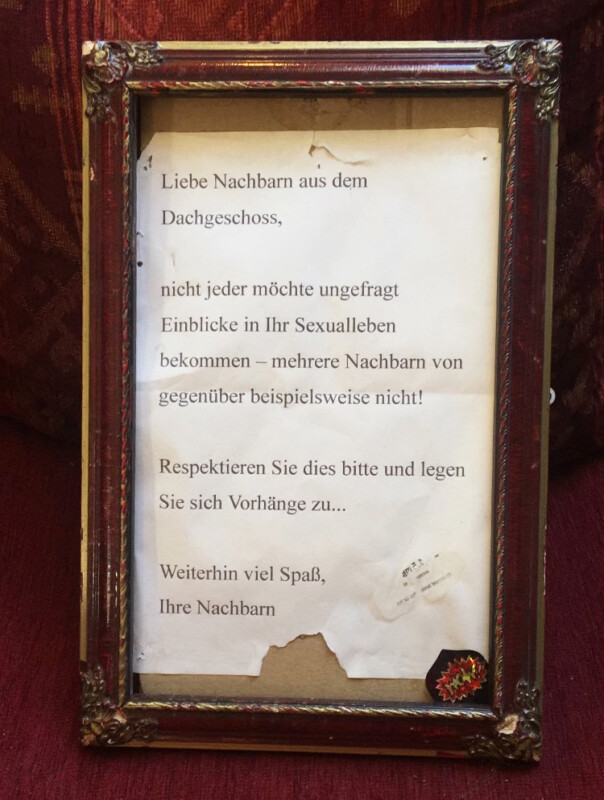 Liebe Nachbarn aus dem
Dachgeschoss,
nicht jeder möchte ungefragt
Einblicke in Ihr Sexualleben
bekommen – mehrere Nachbarn von
gegenüber beispielsweise nicht!
Respektieren Sie dies bitte und legen
Sie sich Vorhänge zu...
Weiterhin viel Spaß,
Ihre Nachbarn